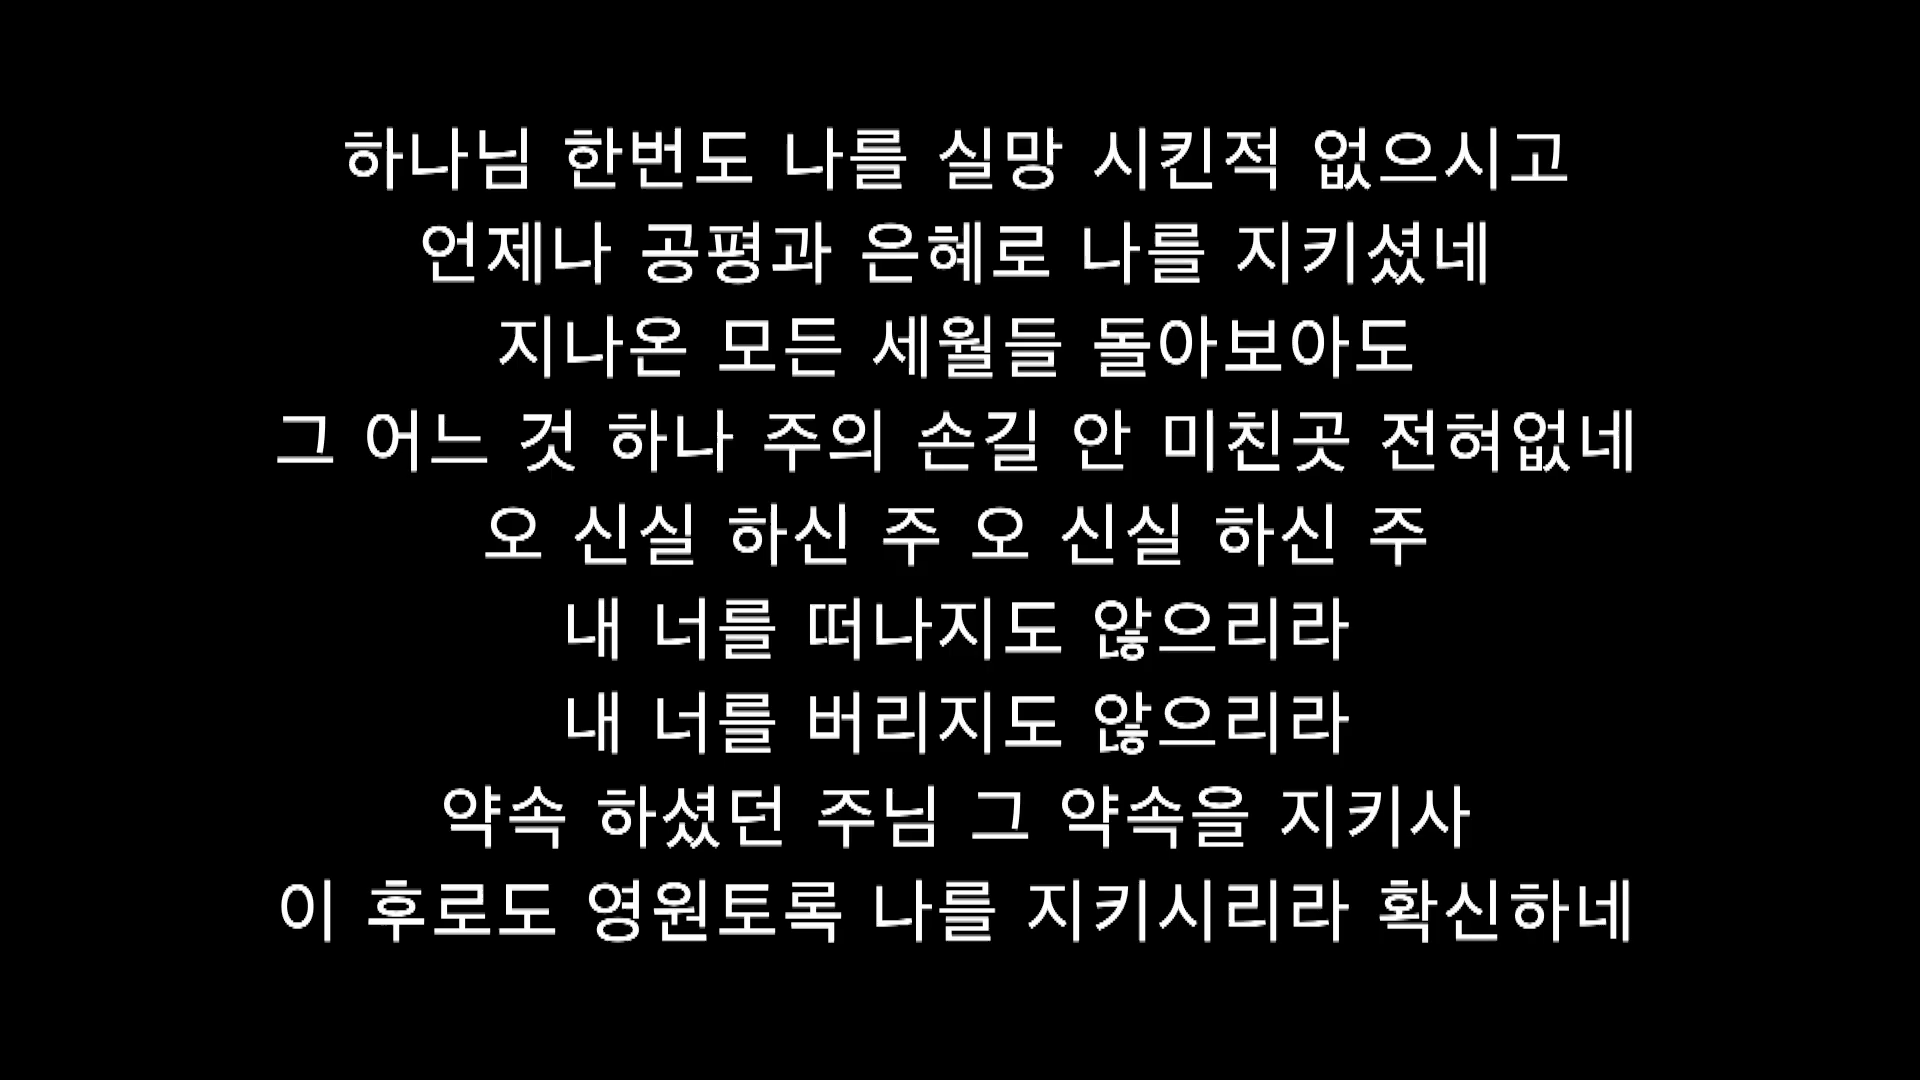 하나님 한번도 나를 실망 시킨적 없으시고
언제나 공평과 은혜로 나를 지키셨네
지나온 모든 세월들 돌아보아도
그 어느 것 하나 주의 손길 안 미친곳 전혀없네
오 신실 하신 주 오 신실 하신 주
내 너를 떠나지도 않으리라
내 너를 버리지도 않으리라
약속 하셨던 주님 그 약속을 지키사
이 후로도 영원토록 나를 지키시리라 확신하네